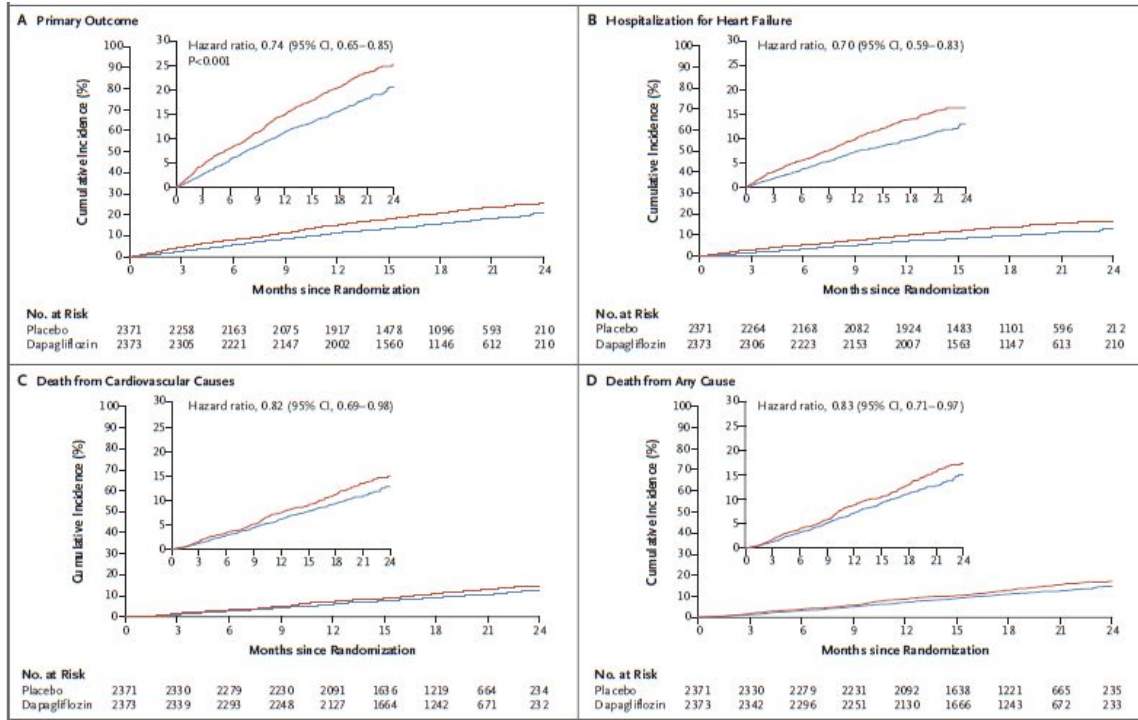 A Primary Outcome
Cumulative Incidence (%)
100
90
80
70
60
50
40
30
20
10
0
30
25
20
15
10
5
0
Hazard ratio, 0.74 (95% CI, 0.65–0.85)
P<0.001
0 3 6 9 12 15 18 21 24
0 3 6 9 12 15 18 21 24
Months since Randomization
No. at Risk
Placebo 2371 2258 2163 2075 1917 1478 1096 593 210
Dapagliflozin 2373 2305 2221 2147 2002 1560 1146 612 210
B Hospitalization for Heart Failure
Cumulative Incidence (%)
100
90
80
70
60
50
40
30
20
10
0
30
25
20
15
10
5
0
Hazard ratio, 0.70 (95% CI, 0.59–0.83)
0 3 6 9 12 15 18 21 24
0 3 6 9 12 15 18 21 24
Months since Randomization
No. at Risk
Placebo 2371 2264 2168 2082 1924 1483 1101 596 212
Dapagliflozin 2373 2306 2223 2153 2007 1563 1147 613 210
C Death from Cardiovascular Causes
Cumulative Incidence (%)
100
90
80
70
60
50
40
30
20
10
0
30
25
20
15
10
5
0
Hazard ratio, 0.82 (95% CI, 0.69–0.98)
0 3 6 9 12 15 18 21 24
0 3 6 9 12 15 18 21 24
Months since Randomization
No. at Risk
Placebo 2371 2330 2279 2230 2091 1636 1219 664 234
Dapagliflozin 2373 2339 2293 2248 2127 1664 1242 671 232
D Death from Any Cause
Cumulative Incidence (%)
100
90
80
70
60
50
40
30
20
10
0
30
25
20
15
10
5
0
Hazard ratio, 0.83 (95% CI, 0.71–0.97)
0 3 6 9 12 15 18 21 24
0 3 6 9 12 15 18 21 24
Months since Randomization
No. at Risk
Placebo 2371 2330 2279 2231 2092 1638 1221 665 235
Dapagliflozin 2373 2342 2296 2251 2130 1666 1243 672 233